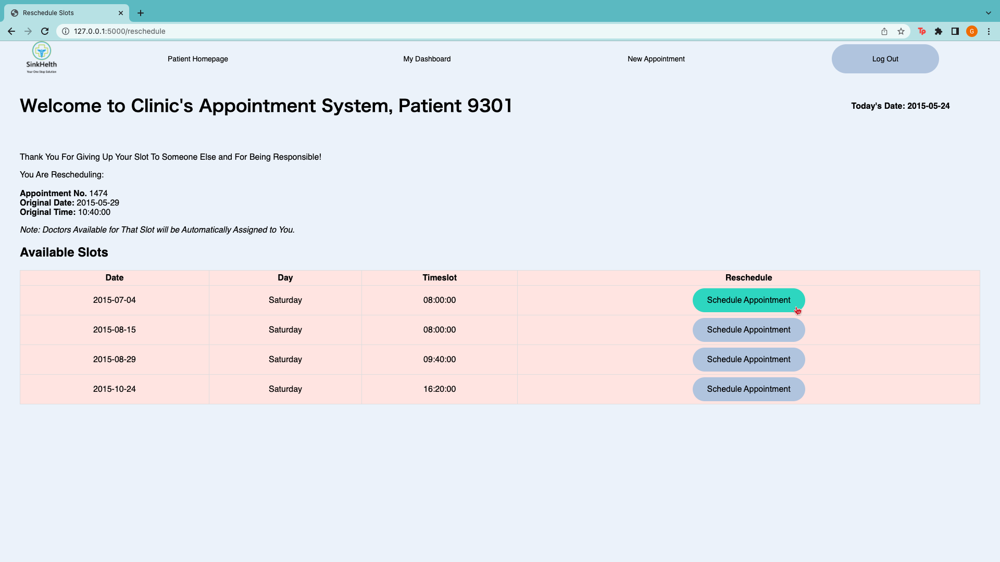 Reschedule Slots
127.0.0.1:5000/reschedule
Tp
G
SinkHelth
Your One Stop Solution
Patient Homepage
My Dashboard
New Appointment
Log Out
Welcome to Clinic's Appointment System, Patient 9301
Today's Date: 2015-05-24
Thank You For Giving Up Your Slot To Someone Else and For Being Responsible!
You Are Rescheduling:
Appointment No. 1474
Original Date: 2015-05-29
Original Time: 10:40:00
Note: Doctors Available for That Slot will be Automatically Assigned to You.
Available Slots
Date Day Timeslot Reschedule
2015-07-04 Saturday 08:00:00 Schedule Appointment
2015-08-15 Saturday 08:00:00 Schedule Appointment
2015-08-29 Saturday 09:40:00 Schedule Appointment
2015-10-24 Saturday 16:20:00 Schedule Appointment